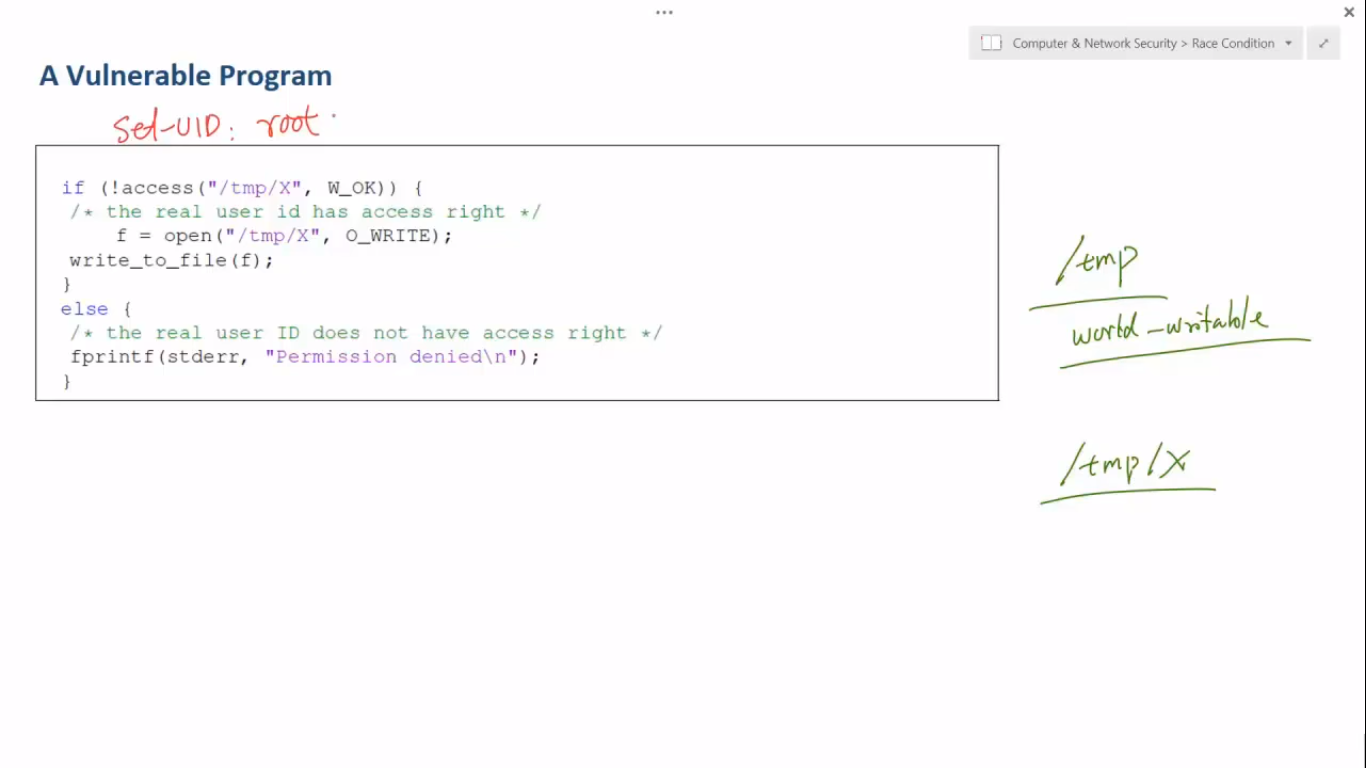 Computer & Network Security > Race Condition
A Vulnerable Program
Set-UID: root
if (!access("/tmp/X", W_OK)) {
/* the real user id has access right */
f = open("/tmp/X", O_WRITE);
write_to_file(f);
}
else {
/* the real user ID does not have access right */
fprintf(stderr, "Permission denied\n");
}
/tmp
world-writable
/tmp/X